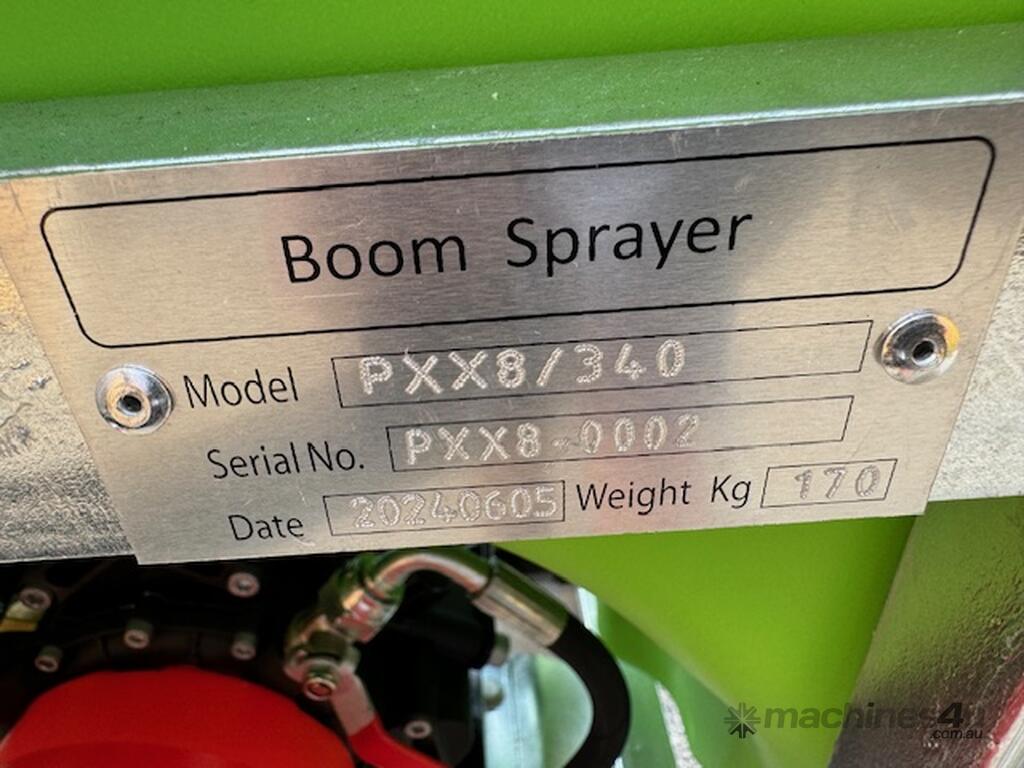 Boom Sprayer
Model PXX8/340
Serial No. PXX8-0002
Date 20240605 Weight Kg 170
machines4u
.com.au